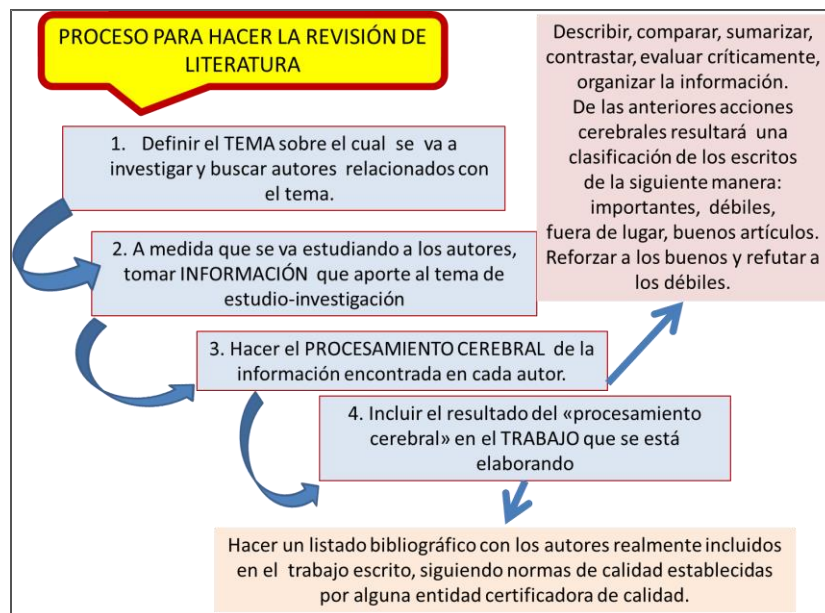 PROCESO PARA HACER LA REVISIÓN DE
LITERATURA
1. Definir el TEMA sobre el cual se va a
investigar y buscar autores relacionados con
el tema.
2. A medida que se va estudiando a los autores,
tomar INFORMACIÓN que aporte al tema de
estudio-investigación
3. Hacer el PROCESAMIENTO CEREBRAL de la
información encontrada en cada autor.
Describir, comparar, sumarizar,
contrastar, evaluar críticamente,
organizar la información.
De las anteriores acciones
cerebrales resultará una
clasificación de los escritos
de la siguiente manera:
importantes, débiles,
fuera de lugar, buenos artículos.
Reforzar a los buenos y refutar a
los débiles.
4. Incluir el resultado del «procesamiento
cerebral» en el TRABAJO que se está
elaborando
Hacer un listado bibliográfico con los autores realmente incluidos
en el trabajo escrito, siguiendo normas de calidad establecidas
por alguna entidad certificadora de calidad.